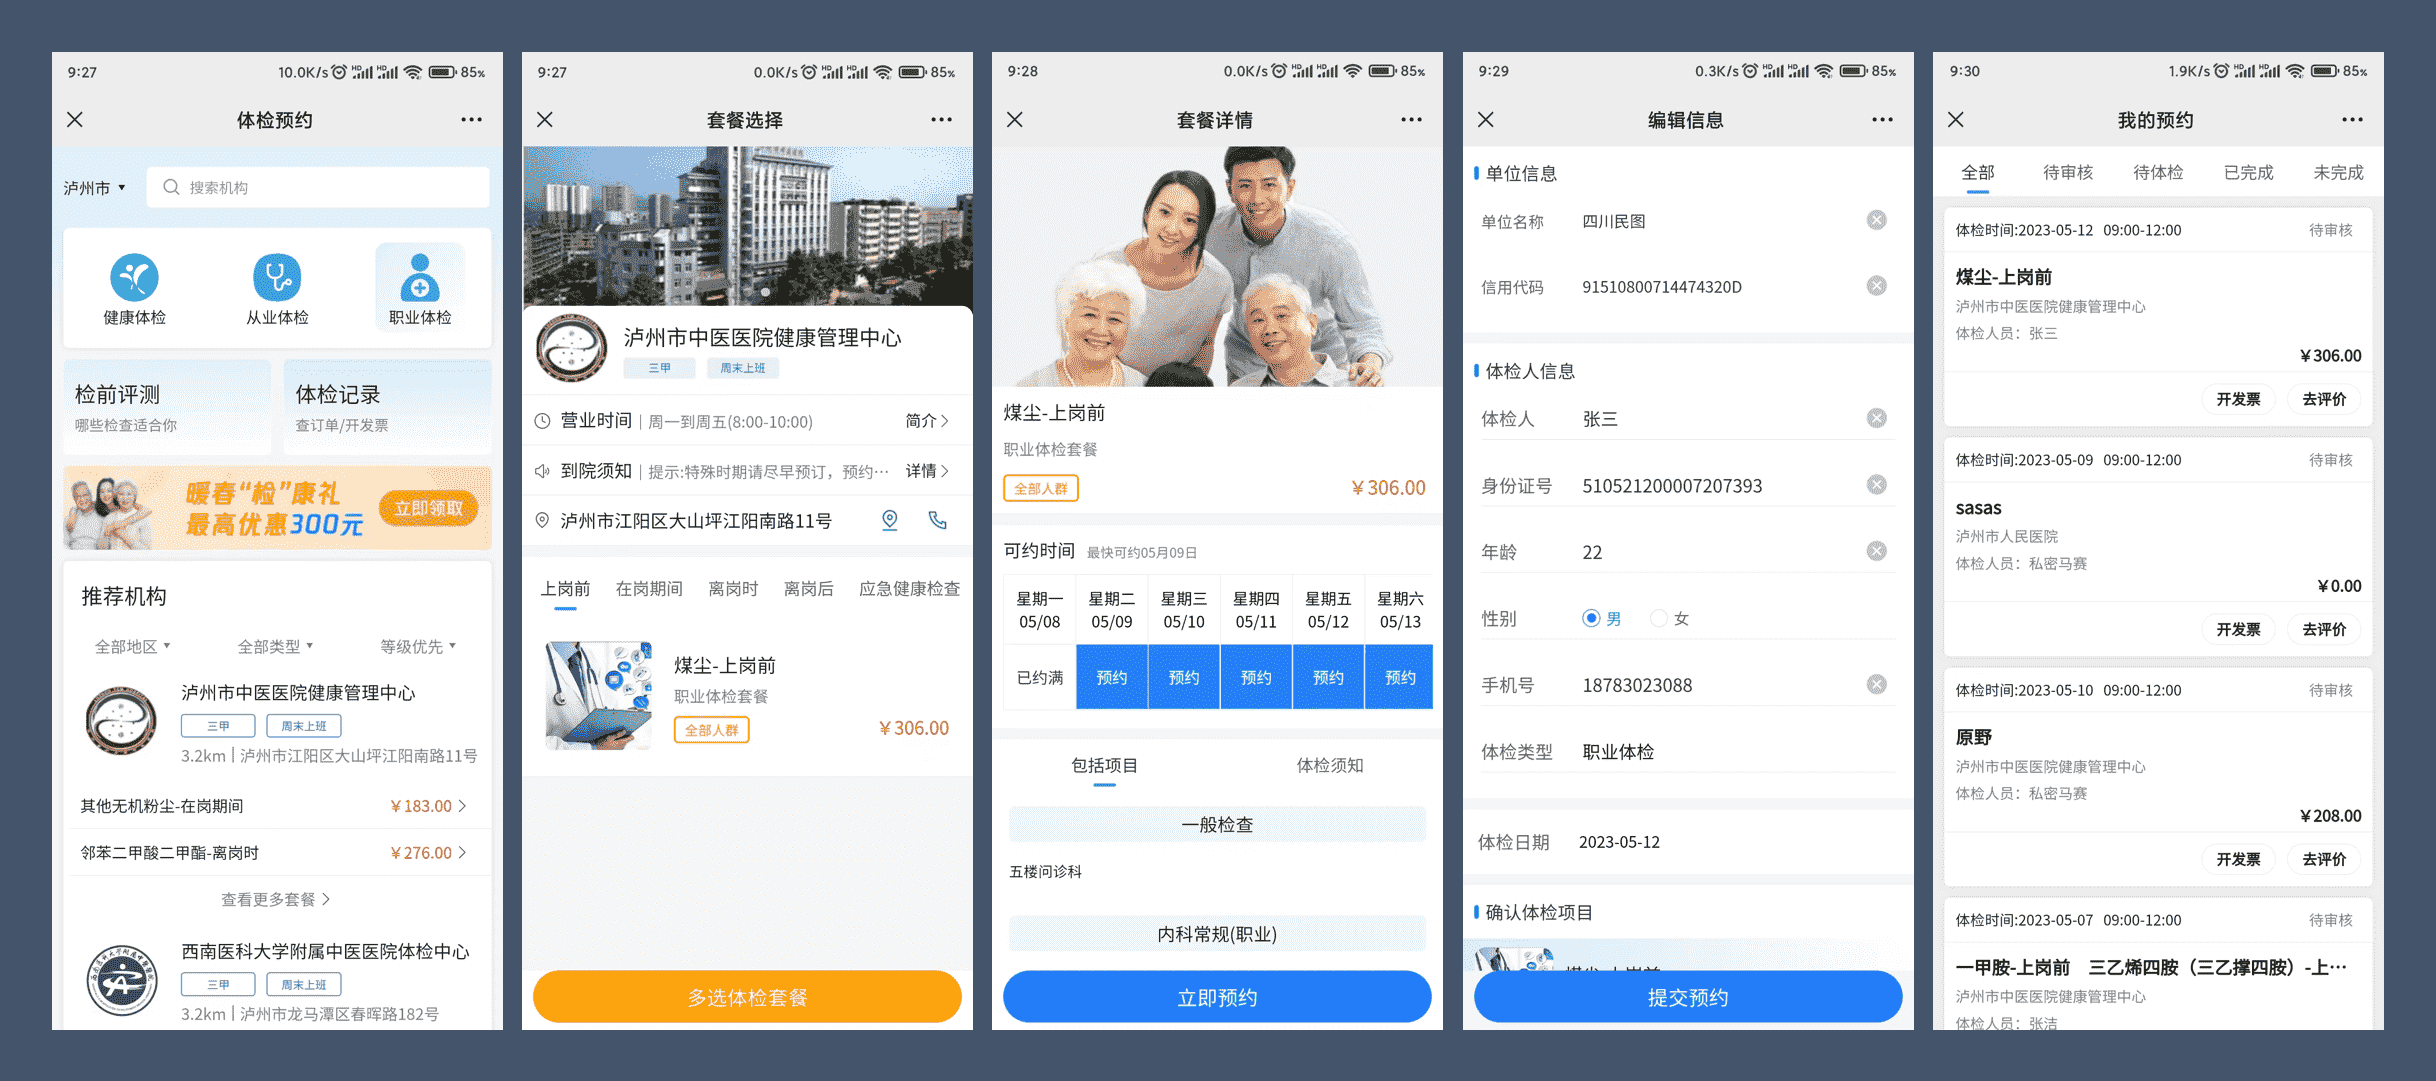 9:27
10.0K/s HD HD 85%
体检预约
泸州市
搜索机构
健康体检
从业体检
职业体检
检前评测
哪些检查适合你
体检记录
查订单/开发票
暖春“检”康礼
最高优惠300元
立即领取
推荐机构
全部地区
全部类型
等级优先
泸州市中医医院健康管理中心
三甲
周末上班
3.2km | 泸州市江阳区大山坪江阳南路11号
其他无机粉尘-在岗期间
¥183.00
邻苯二甲酸二甲酯-离岗时
¥276.00
查看更多套餐
西南医科大学附属中医医院体检中心
三甲
周末上班
3.2km | 泸州市龙马潭区春晖路182号
9:27
0.0K/s HD HD 85%
套餐选择
泸州市中医医院健康管理中心
三甲
周末上班
营业时间 | 周一到周五(8:00-10:00)
简介
到院须知 | 提示:特殊时期请尽早预订，预约···
详情
泸州市江阳区大山坪江阳南路11号
上岗前
在岗期间
离岗时
离岗后
应急健康检查
煤尘-上岗前
职业体检套餐
全部人群
¥306.00
多选体检套餐
9:28
0.0K/s HD HD 85%
套餐详情
煤尘-上岗前
职业体检套餐
全部人群
¥306.00
可约时间 最快可约05月09日
星期一 星期二 星期三 星期四 星期五 星期六
05/08 05/09 05/10 05/11 05/12 05/13
已约满 预约 预约 预约 预约 预约
包括项目
体检须知
一般检查
五楼问诊科
内科常规(职业)
立即预约
9:29
0.3K/s HD HD 85%
编辑信息
单位信息
单位名称 四川民图
信用代码 91510800714474320D
体检人信息
体检人 张三
身份证号 510521200007207393
年龄 22
性别 男 女
手机号 18783023088
体检类型 职业体检
体检日期 2023-05-12
确认体检项目
煤尘-上岗前
提交预约
9:30
1.9K/s HD HD 85%
我的预约
全部
待审核
待体检
已完成
未完成
体检时间:2023-05-12 09:00-12:00
待审核
煤尘-上岗前
泸州市中医医院健康管理中心
体检人员：张三
¥306.00
开发票
去评价
体检时间:2023-05-09 09:00-12:00
待审核
sasas
泸州市人民医院
体检人员：私密马赛
¥0.00
开发票
去评价
体检时间:2023-05-10 09:00-12:00
待审核
原野
泸州市中医医院健康管理中心
体检人员：私密马赛
¥208.00
开发票
去评价
体检时间:2023-05-07 09:00-12:00
待审核
一甲胺-上岗前 三乙烯四胺（三乙撑四胺）-上···
泸州市中医医院健康管理中心
体检人员：张洁